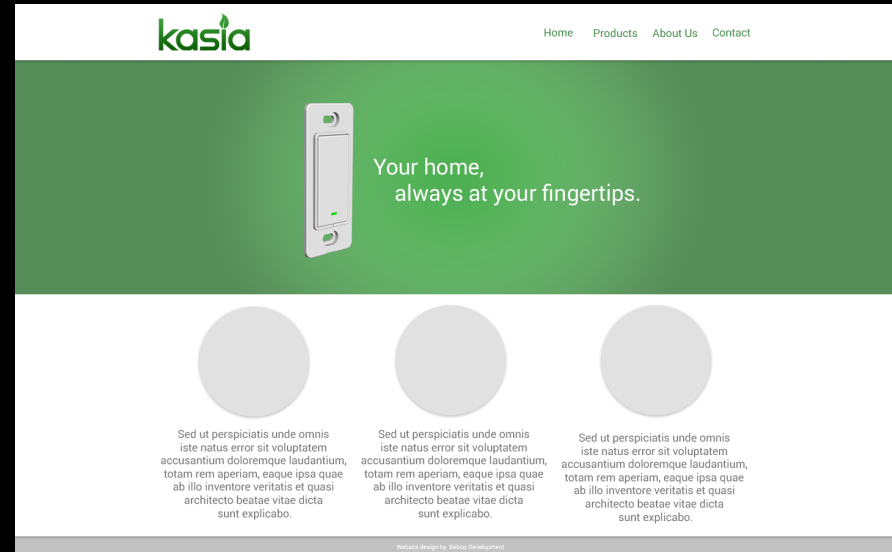 kasia
Home Products About Us Contact
Your home,
always at your fingertips.
Sed ut perspiciatis unde omnis
iste natus error sit voluptatem
accusantium doloremque laudantium,
totam rem aperiam, eaque ipsa quae
ab illo inventore veritatis et quasi
architecto beatae vitae dicta
sunt explicabo.
Sed ut perspiciatis unde omnis
iste natus error sit voluptatem
accusantium doloremque laudantium,
totam rem aperiam, eaque ipsa quae
ab illo inventore veritatis et quasi
architecto beatae vitae dicta
sunt explicabo.
Sed ut perspiciatis unde omnis
iste natus error sit voluptatem
accusantium doloremque laudantium,
totam rem aperiam, eaque ipsa quae
ab illo inventore veritatis et quasi
architecto beatae vitae dicta
sunt explicabo.
Website design by Bebop Development